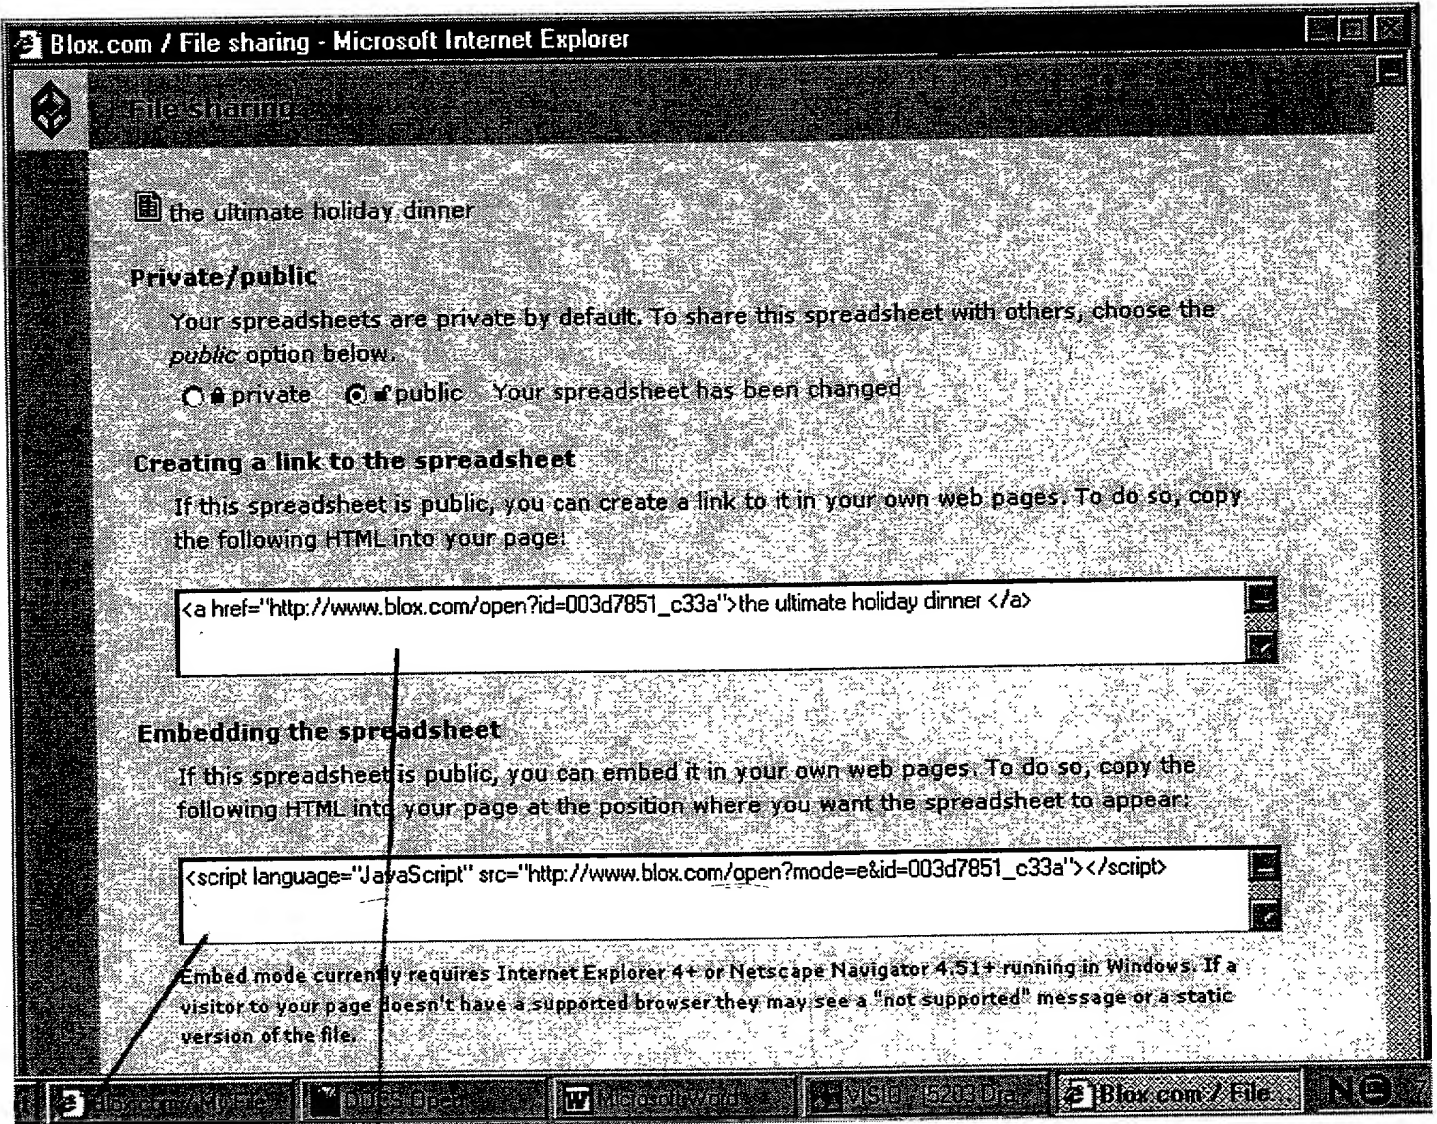 Blox.com / File sharing - Microsoft Internet Explorer
File sharing
the ultimate holiday dinner
Private/public
Your spreadsheets are private by default. To share this spreadsheet with others, choose the
public option below.
private public Your spreadsheet has been changed
Creating a link to the spreadsheet
If this spreadsheet is public, you can create a link to it in your own web pages. To do so, copy
the following HTML into your page:
<a href="http://www.blox.com/open?id=003d7851_c33a">the ultimate holiday dinner </a>
Embedding the spreadsheet
If this spreadsheet is public, you can embed it in your own web pages. To do so, copy the
following HTML into your page at the position where you want the spreadsheet to appear:
<script language="JavaScript" src="http://www.blox.com/open?mode=e&id=003d7851_c33a"></script>
Embed mode currently requires Internet Explorer 4+ or Netscape Navigator 4.51+ running in Windows. If a
visitor to your page doesn't have a supported browser they may see a "not supported" message or a static
version of the file.
Blox.com / My File DOCS Open Microsoft Word VISIO Blox.com / File...